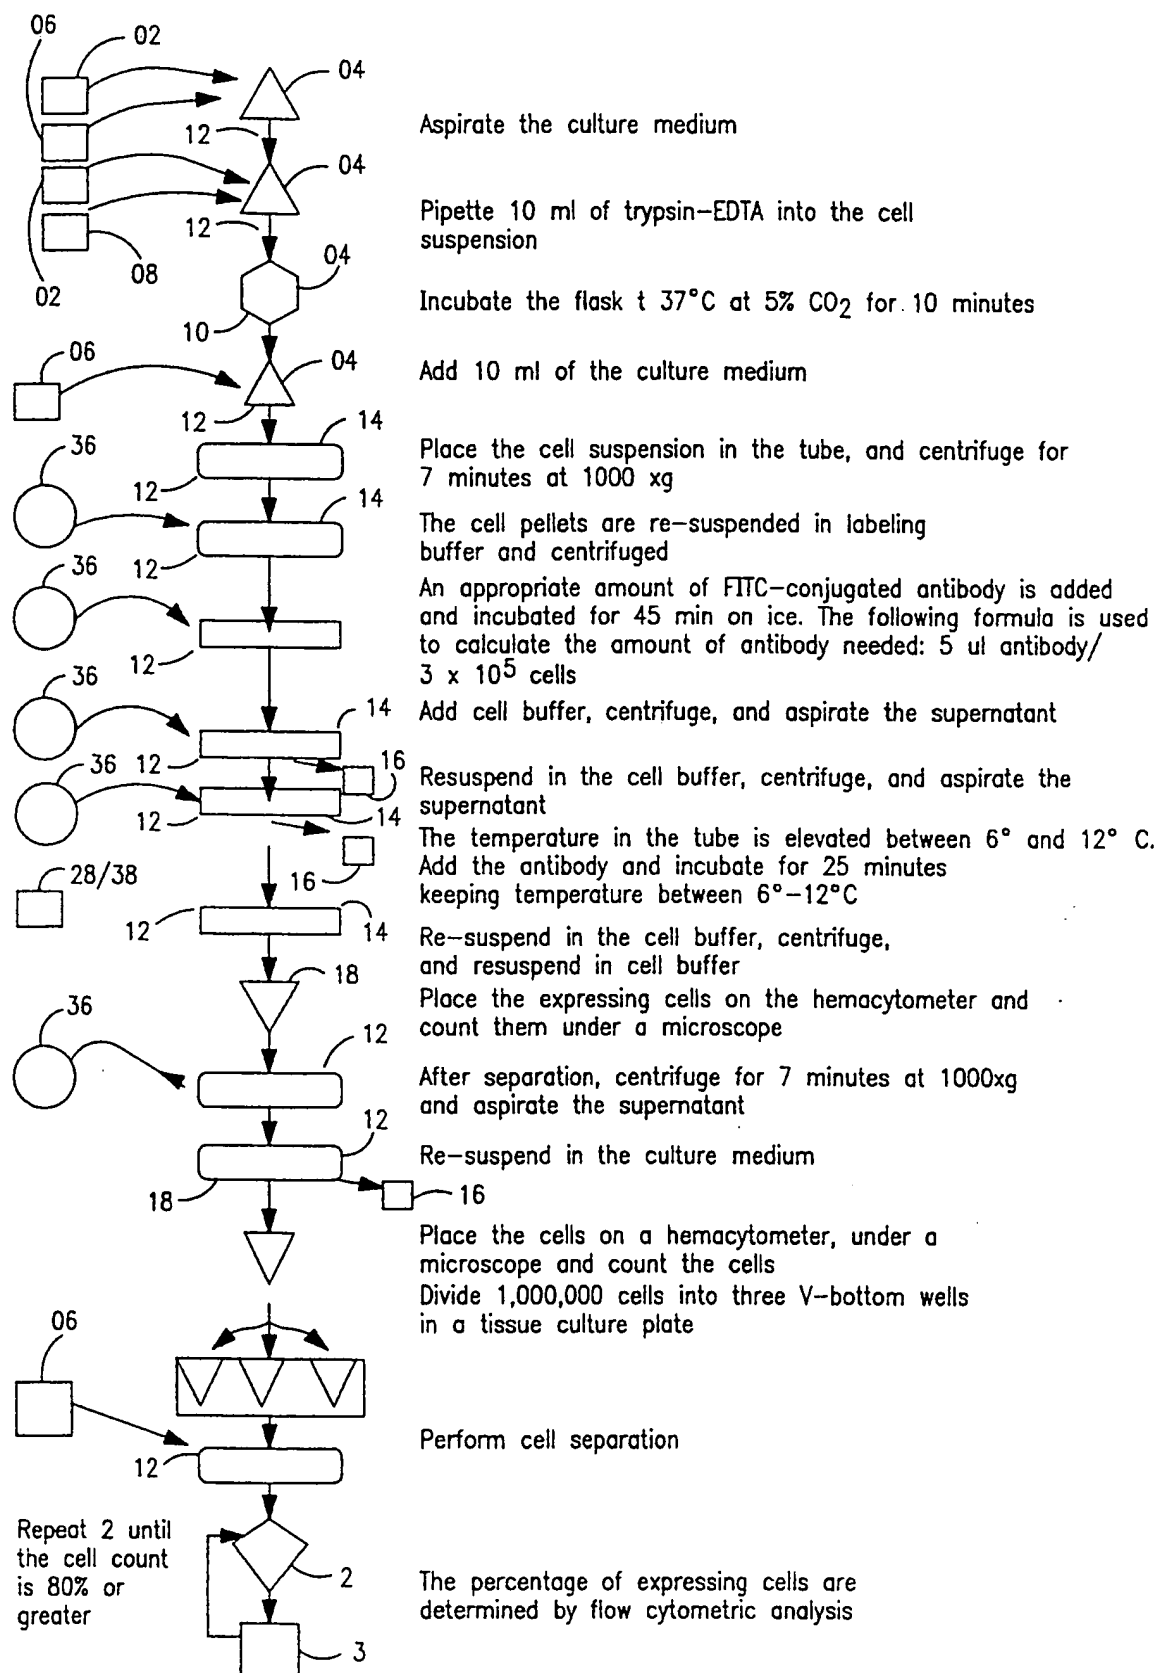 06
02
04
12
Aspirate the culture medium
04
12
Pipette 10 ml of trypsin-EDTA into the cell
suspension
08
02
04
10
Incubate the flask t 37°C at 5% CO2 for 10 minutes
06
04
12
Add 10 ml of the culture medium
14
36
12
Place the cell suspension in the tube, and centrifuge for
7 minutes at 1000 xg
14
12
The cell pellets are re-suspended in labeling
buffer and centrifuged
36
12
An appropriate amount of FITC-conjugated antibody is added
and incubated for 45 min on ice. The following formula is used
to calculate the amount of antibody needed: 5 ul antibody/
3 x 105 cells
36
14
12
Add cell buffer, centrifuge, and aspirate the supernatant
36
16
12
14
Resuspend in the cell buffer, centrifuge, and aspirate the
supernatant
16
The temperature in the tube is elevated between 6° and 12° C.
Add the antibody and incubate for 25 minutes
keeping temperature between 6°-12°C
28/38
12
14
Re-suspend in the cell buffer, centrifuge,
and resuspend in cell buffer
18
Place the expressing cells on the hemacytometer and
count them under a microscope
36
12
After separation, centrifuge for 7 minutes at 1000xg
and aspirate the supernatant
12
18
16
Re-suspend in the culture medium
Place the cells on a hemacytometer, under a
microscope and count the cells
Divide 1,000,000 cells into three V-bottom wells
in a tissue culture plate
06
12
Perform cell separation
Repeat 2 until
the cell count
is 80% or
greater
2
The percentage of expressing cells are
determined by flow cytometric analysis
3